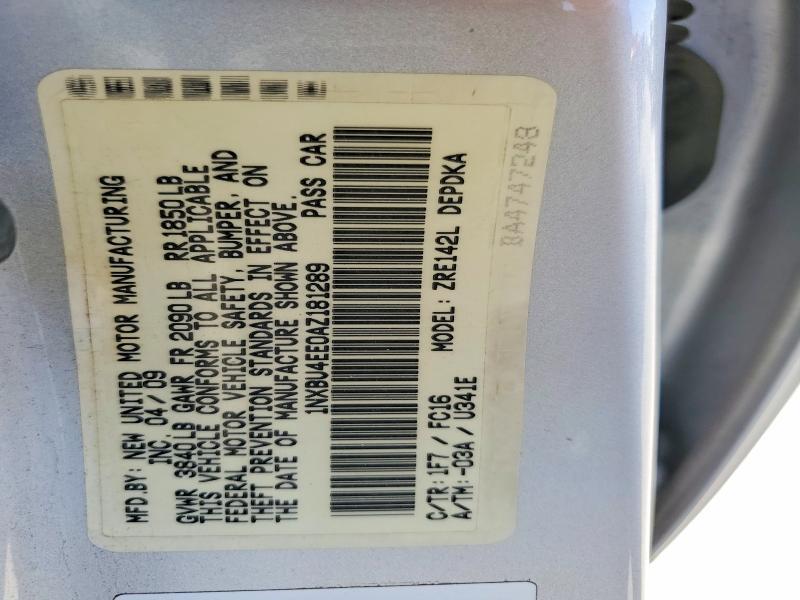 MFD.BY: NEW UNITED MOTOR MANUFACTURING
INC. 04/09
GVWR 3840LB GAWR FR 2090LB RR 1850LB
THIS VEHICLE CONFORMS TO ALL APPLICABLE
FEDERAL MOTOR VEHICLE SAFETY, BUMPER, AND
THEFT PREVENTION STANDARDS IN EFFECT ON
THE DATE OF MANUFACTURE SHOWN ABOVE.
1NXBU4EE0AZ181289 PASS CAR
C/TR: 1F7 / FC16 MODEL: ZRE142L DEPDKA
A/TM: -03A / U341E
8A4747248